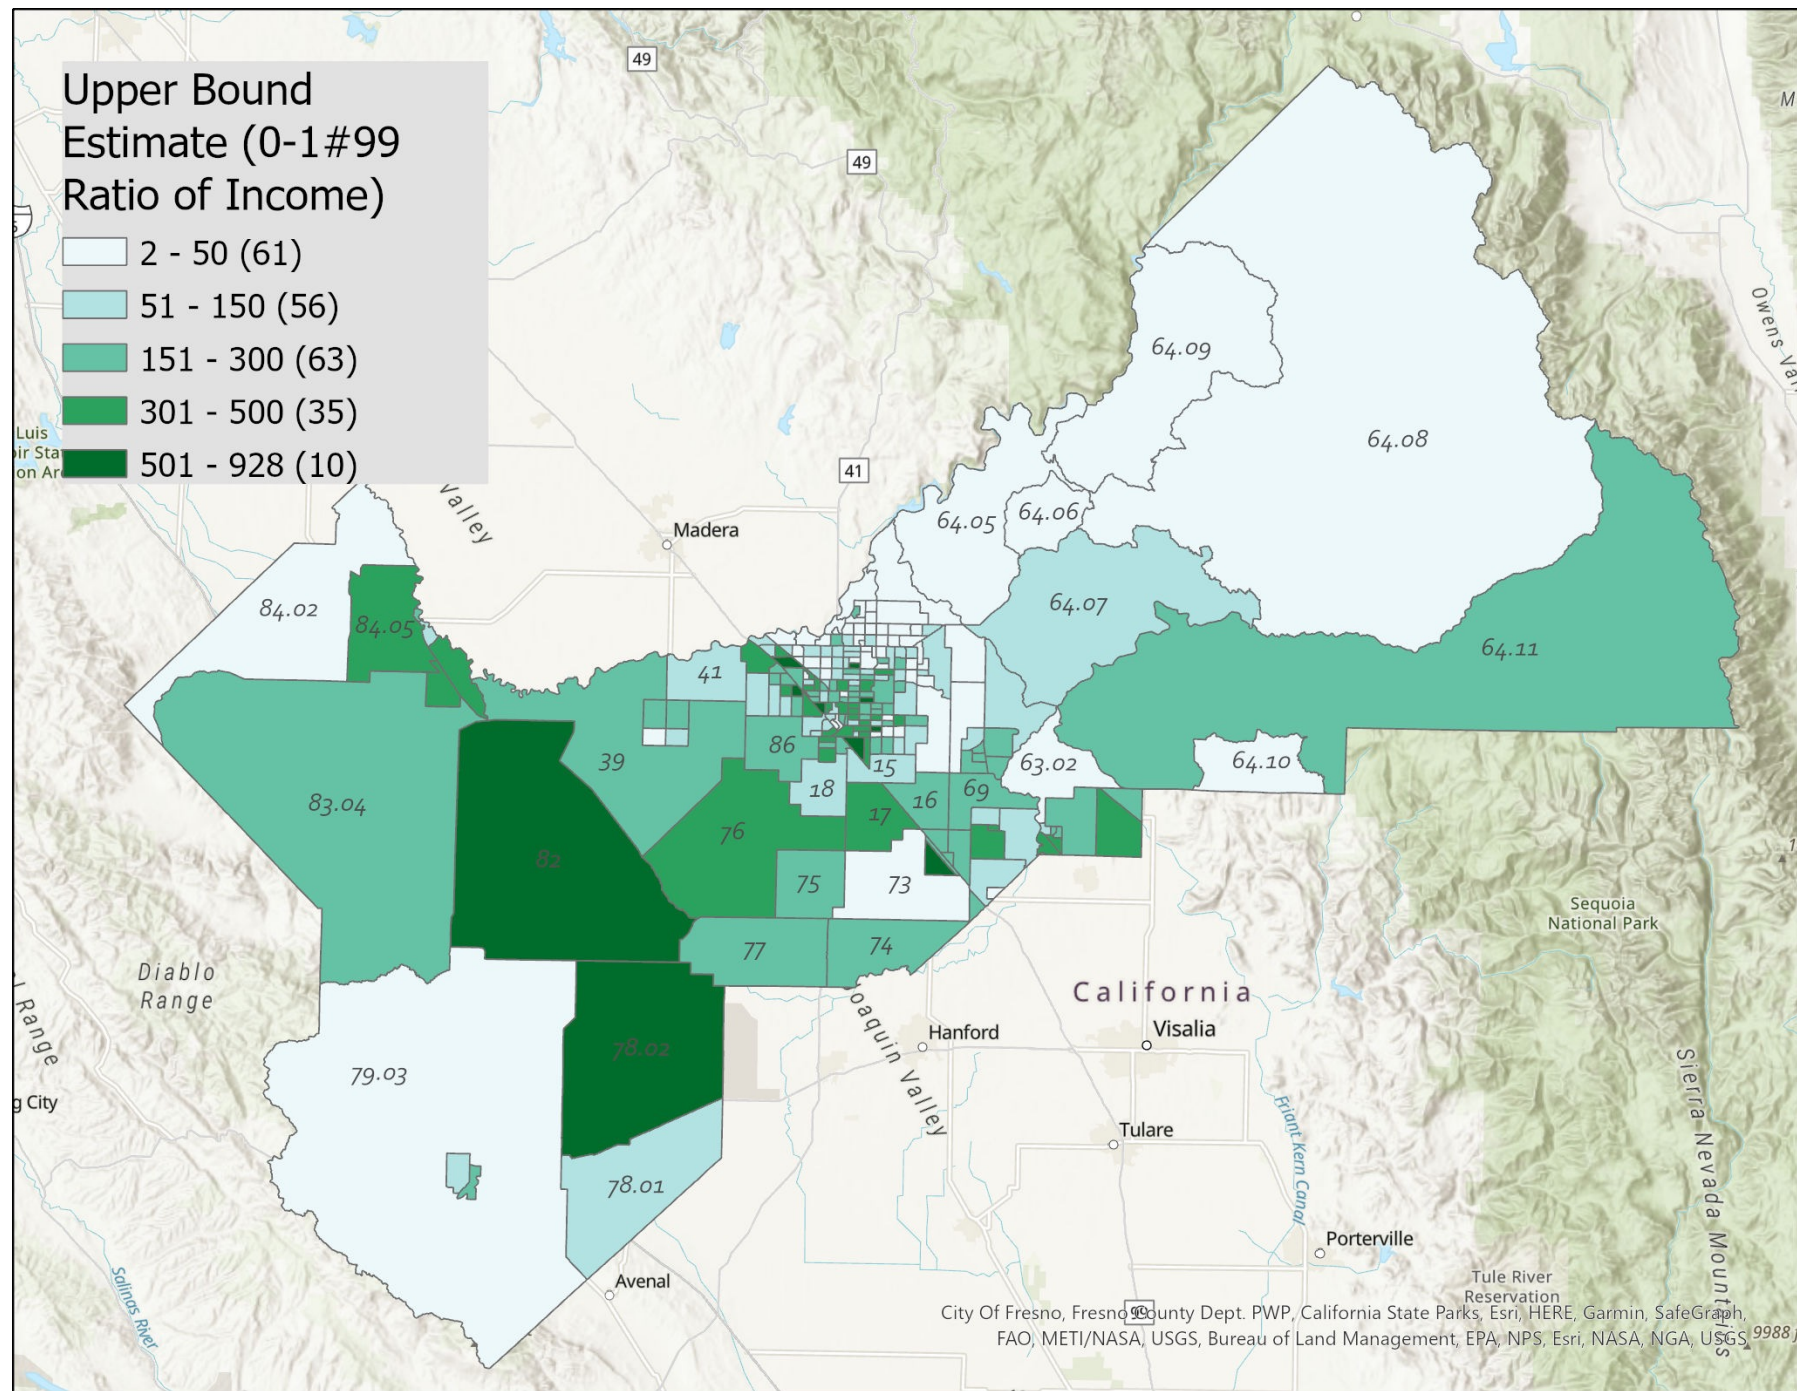 Upper Bound
Estimate (0-1#99
Ratio of Income)
2 - 50 (61)
51 - 150 (56)
151 - 300 (63)
301 - 500 (35)
501 - 928 (10)
49
49
41
Luis
oir Sta
on Ar
Valley
Madera
Owens Val
64.09
64.08
64.05
64.06
64.07
64.11
64.10
63.02
84.02
84.05
41
39
86
83.04
82
76
18
15
17
16
69
75
73
77
74
78.02
79.03
78.01
Diablo
Range
l Range
g City
Salinas River
Avenal
oaquin Valley
Hanford
California
Visalia
Tulare
Friant Kern Canal
Porterville
Sequoia
National Park
Sierra Nevada Mountains
Tule River
Reservation
99
City Of Fresno, Fresno County Dept. PWP, California State Parks, Esri, HERE, Garmin, SafeGraph,
FAO, METI/NASA, USGS, Bureau of Land Management, EPA, NPS, Esri, NASA, NGA, USGS
9988